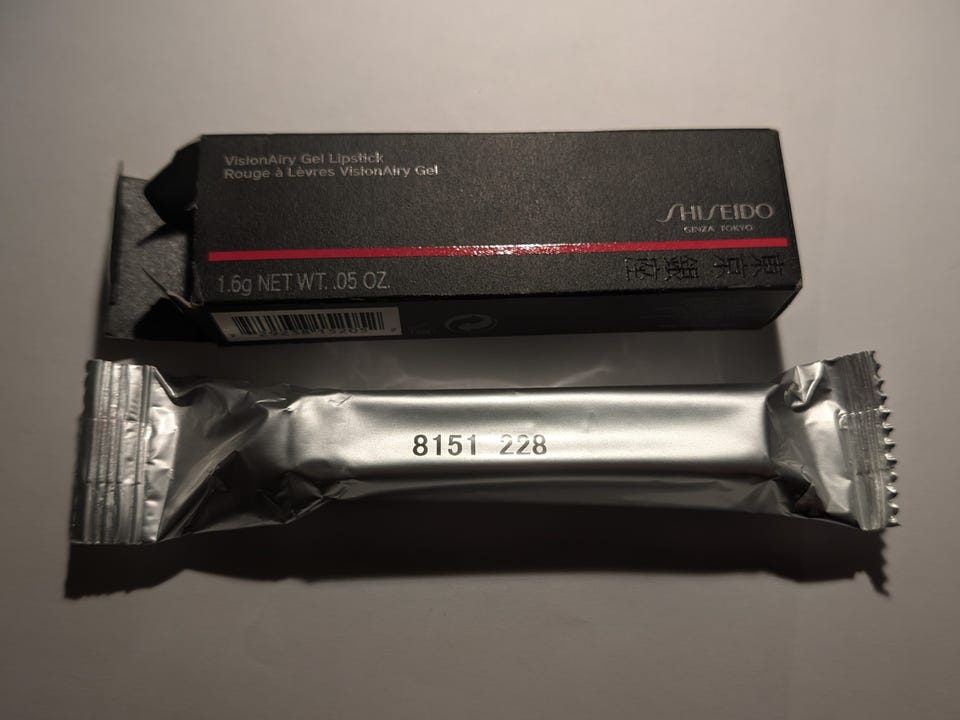 VisionAiry Gel Lipstick
Rouge à Lèvres VisionAiry Gel
SHISEIDO
GINZA TOKYO
東京銀座
1.6g NET WT. .05 OZ.
8151 228